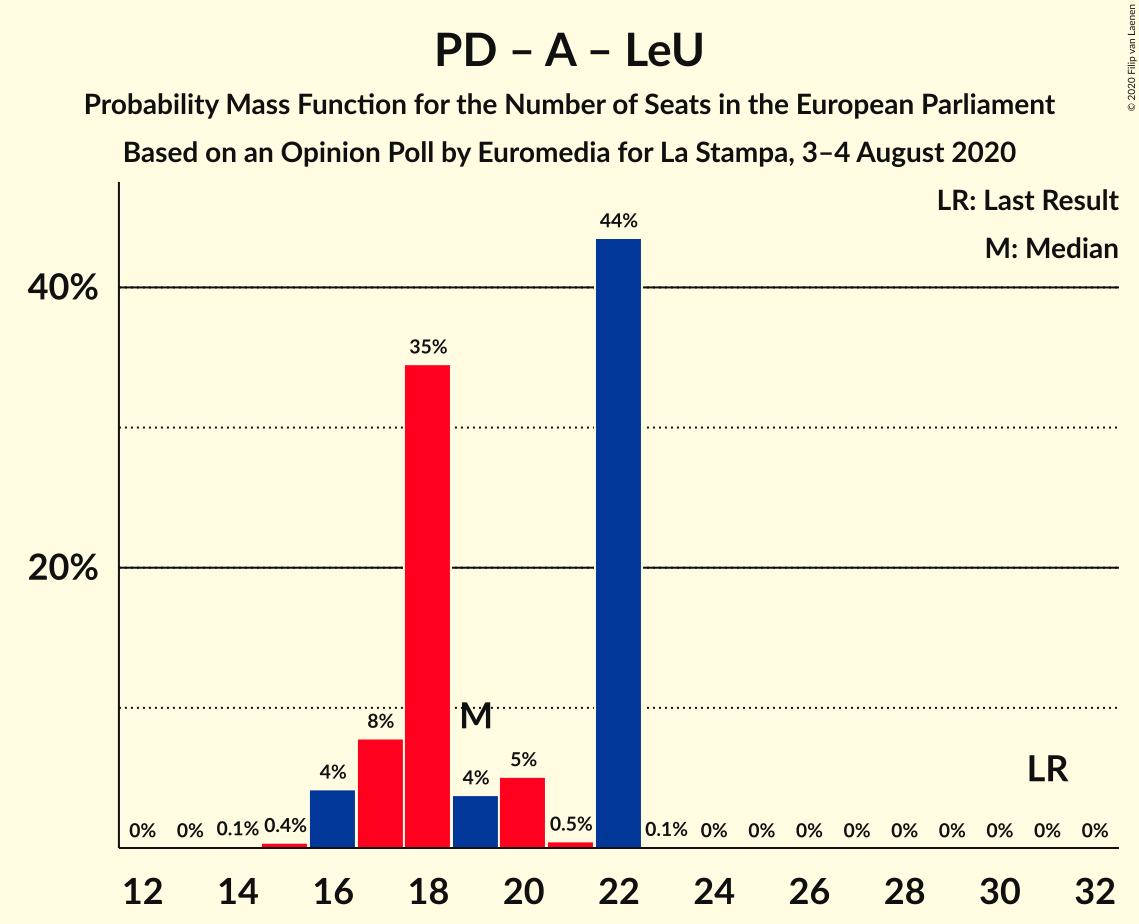 PD – A – LeU
Probability Mass Function for the Number of Seats in the European Parliament
Based on an Opinion Poll by Euromedia for La Stampa, 3–4 August 2020
© 2020 Filip van Laenen
LR: Last Result
M: Median
40%
20%
0% 0% 0.1% 0.4% 4% 8% 35% 4% 5% 0.5% 44% 0.1% 0% 0% 0% 0% 0% 0% 0% 0% 0%
M
LR
12 14 16 18 20 22 24 26 28 30 32